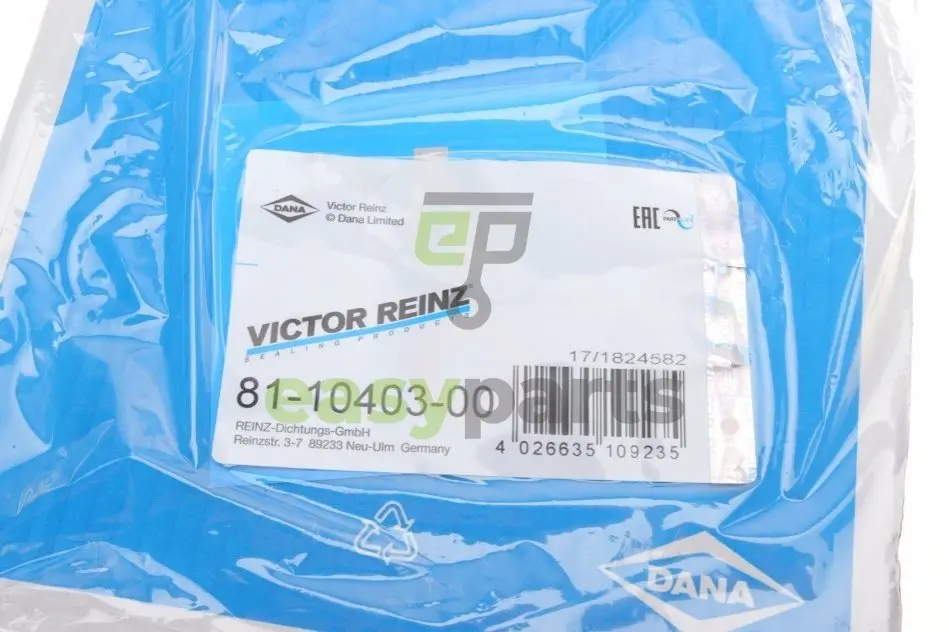 DANA
Victor Reinz
© Dana Limited
EAC
ep
VICTOR REINZ®
SEALING PRODUCTS
17/1824582
81-10403-00
easyparts
REINZ-Dichtungs-GmbH
Reinzstr. 3-7 89233 Neu-Ulm Germany
4 026635 109235
DANA